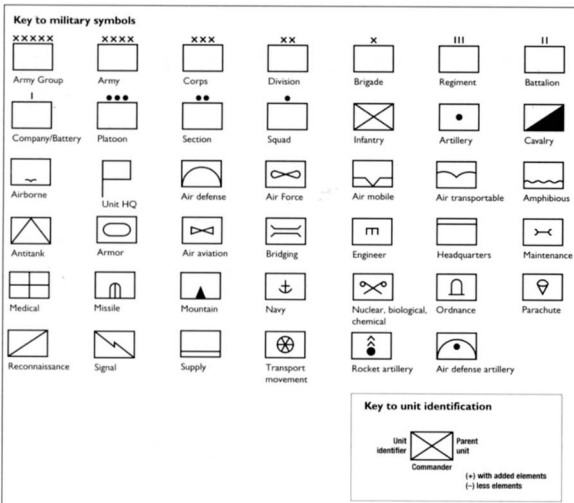 Key to military symbols
XXXXX XXXX XXX XX X III II
Army Group Army Corps Division Brigade Regiment Battalion
I ••• •• •
Company/Battery Platoon Section Squad Infantry Artillery Cavalry
Airborne Unit HQ Air defense Air Force Air mobile Air transportable Amphibious
Antitank Armor Air aviation Bridging Engineer Headquarters Maintenance
Medical Missile Mountain Navy Nuclear, biological, Ordnance Parachute
chemical
Reconnaissance Signal Supply Transport Rocket artillery Air defense artillery
movement
Key to unit identification
Unit Parent
identifier unit
Commander
(+) with added elements
(–) less elements